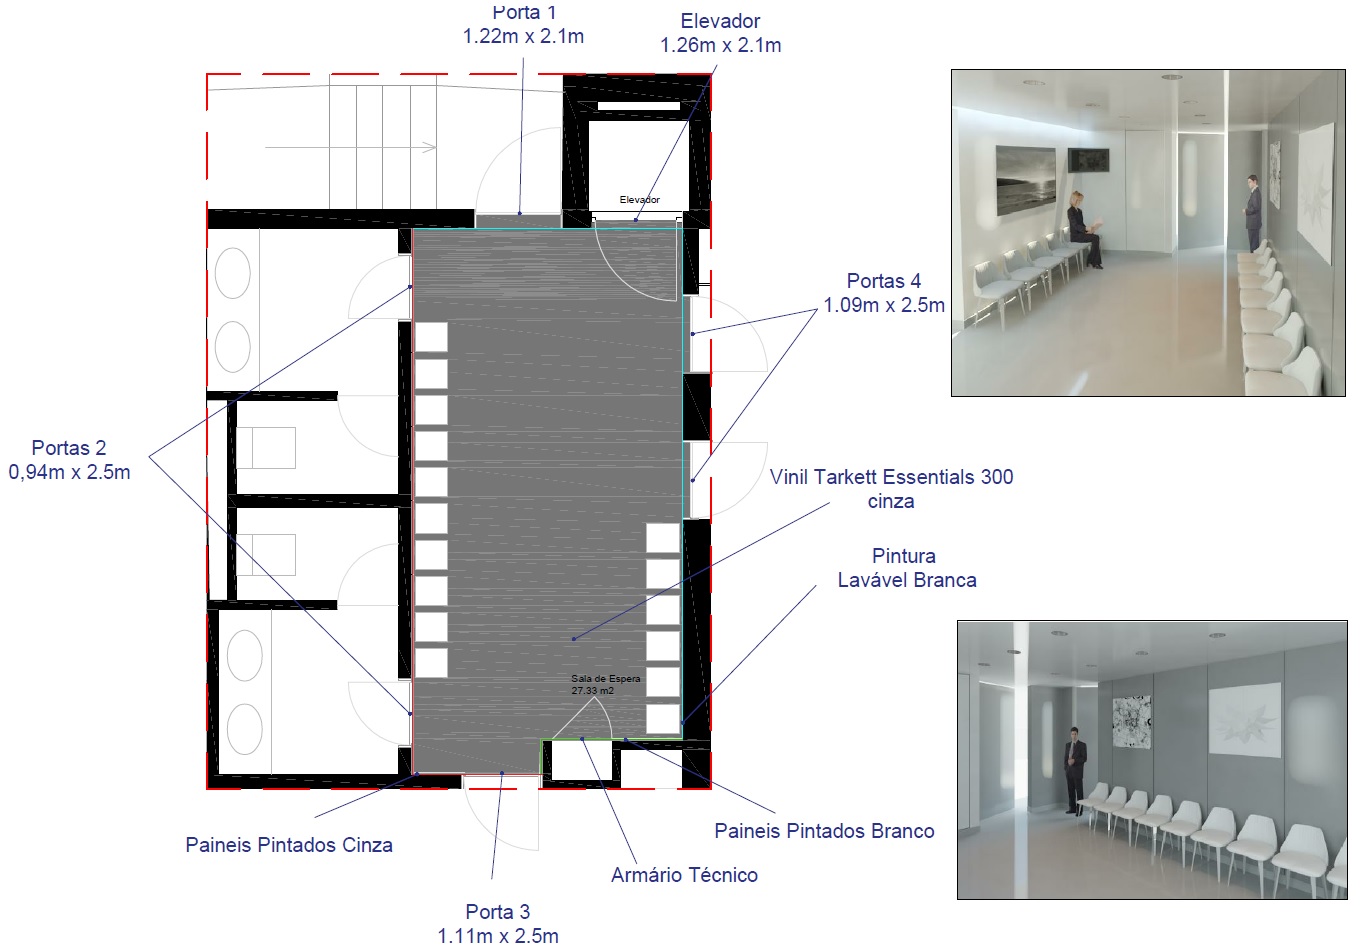 Porta 1
1.22m x 2.1m
Elevador
1.26m x 2.1m
Elevador
Portas 4
1.09m x 2.5m
Portas 2
0,94m x 2.5m
Vinil Tarkett Essentials 300
cinza
Pintura
Lavável Branca
Sala de Espera
27.33 m2
Paineis Pintados Cinza
Paineis Pintados Branco
Armário Técnico
Porta 3
1.11m x 2.5m